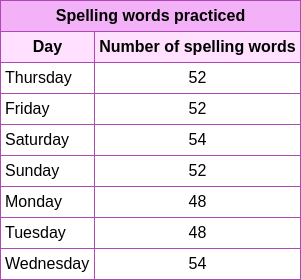 Spelling words practiced
Day Number of spelling words
Thursday 52
Friday 52
Saturday 54
Sunday 52
Monday 48
Tuesday 48
Wednesday 54